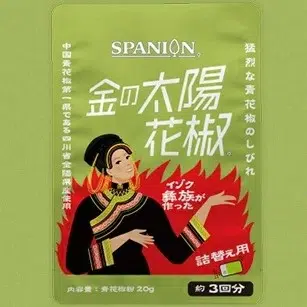 SPANION®
金の太陽
花椒®
猛烈な青花椒のしびれ
中国青花椒第一県である四川省金陽県産使用
イゾク
彝族が
作った
詰替え用
内容量:青花椒粉20g
約3回分